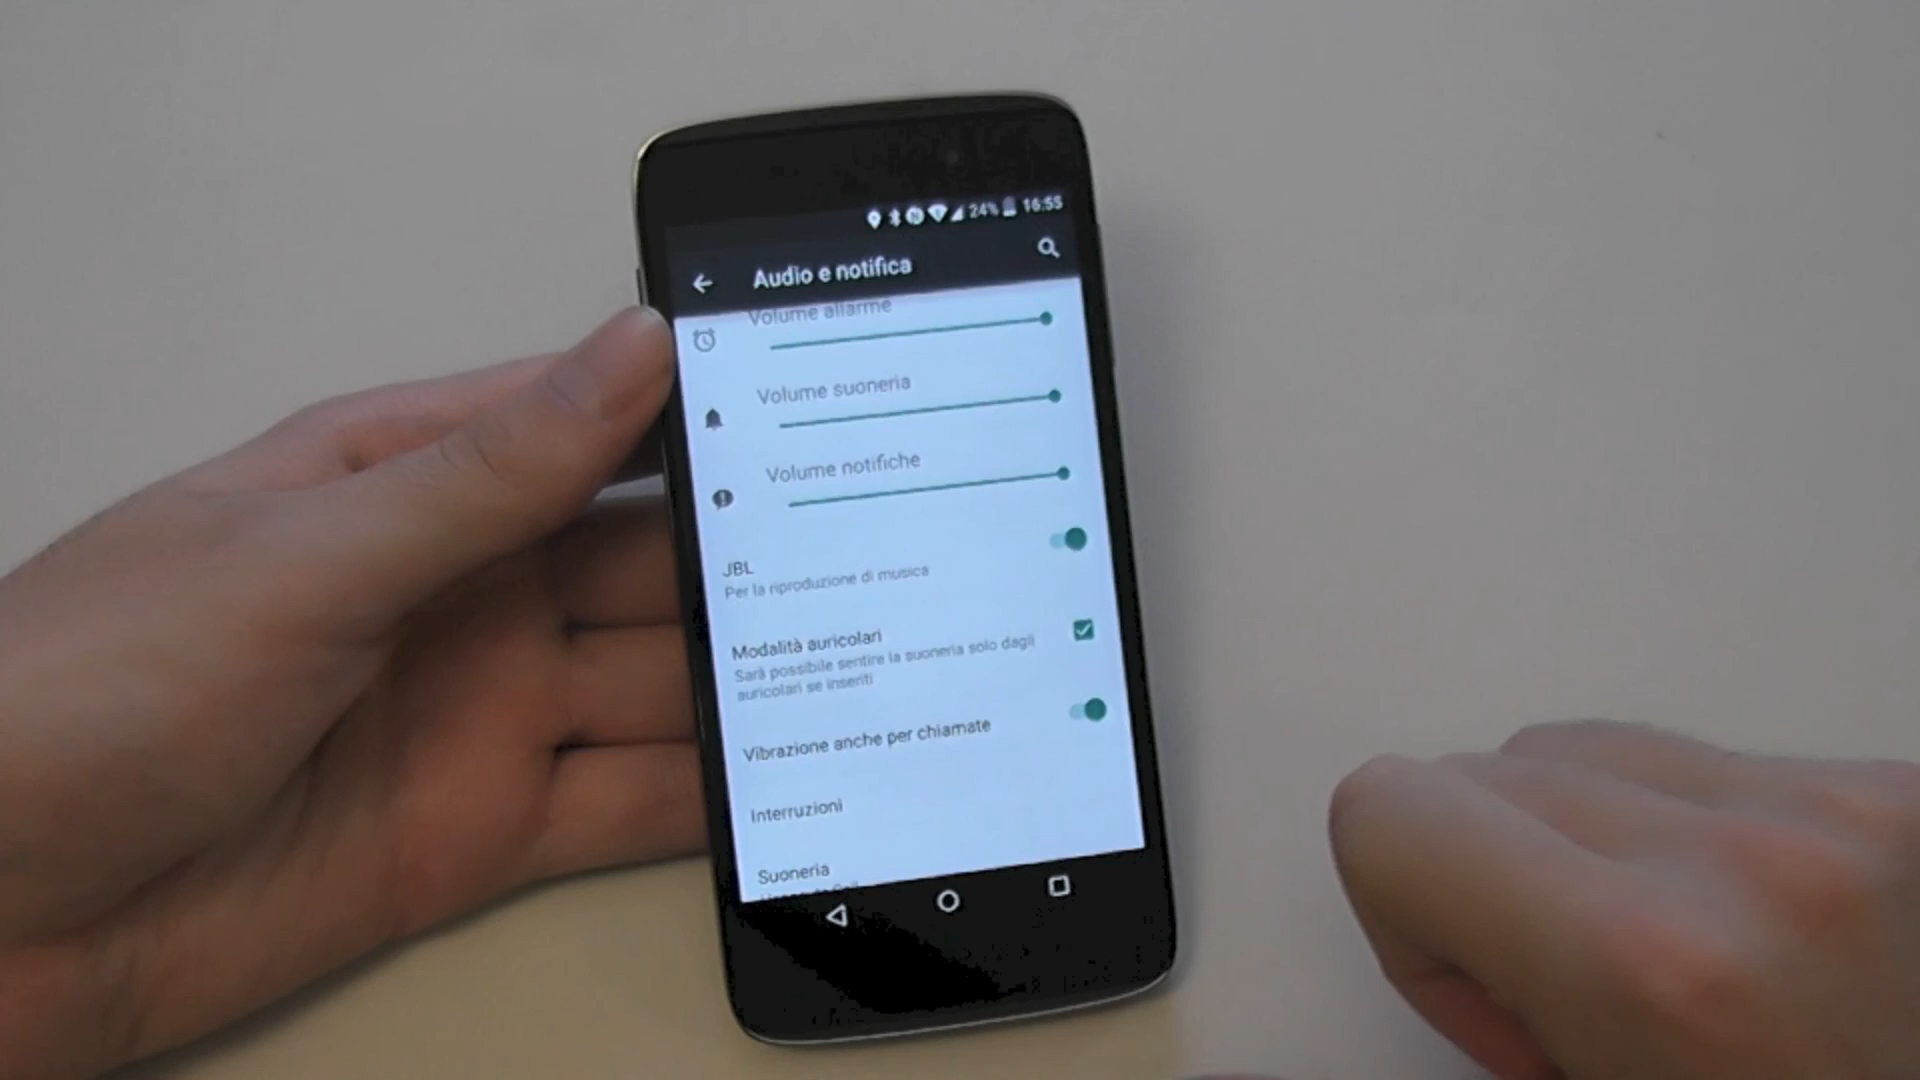 24% 16:55
Audio e notifica
Volume allarme
Volume suoneria
Volume notifiche
JBL
Per la riproduzione di musica
Modalità auricolari
Sarà possibile sentire la suoneria solo dagli
auricolari se inseriti
Vibrazione anche per chiamate
Interruzioni
Suoneria